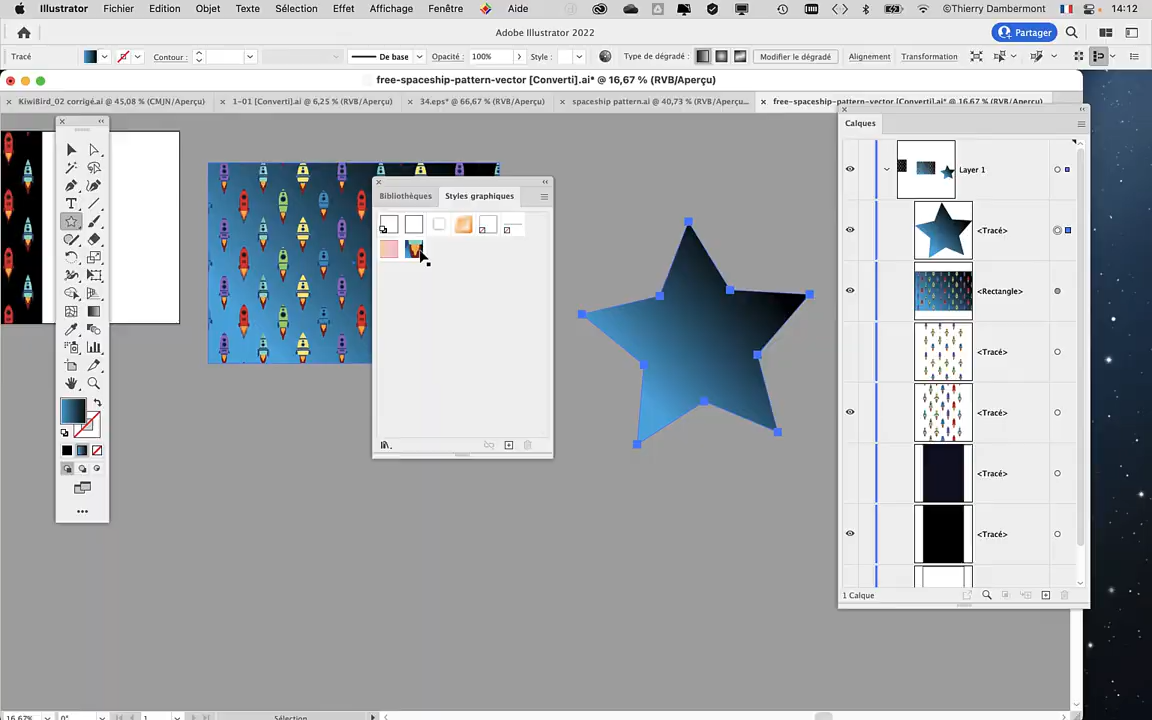 Illustrator Fichier Edition Objet Texte Sélection Effet Affichage Fenêtre Aide ©Thierry Dambermont 14:12
Adobe Illustrator 2022 Partager
Tracé Contour : De base Opacité : 100% Style : Type de dégradé : Modifier le dégradé Alignement Transformation
free-spaceship-pattern-vector [Converti].ai* @ 16,67 % (RVB/Aperçu)
KiwiBird_02 corrigé.ai @ 45,08 % (CMJN/Aperçu) 1-01 [Converti].ai @ 6,25 % (RVB/Aperçu) 34.eps* @ 66,67 % (RVB/Aperçu) spaceship pattern.ai @ 40,73 % (RVB/Aperçu... free-spaceship-pattern-vector [Converti].ai* @ 16,67 % (RVB/Aperçu)
Calques
Layer 1
Bibliothèques Styles graphiques
<Tracé>
<Rectangle>
<Tracé>
<Tracé>
<Tracé>
<Tracé>
1 Calque
16,67% 0° 1 Sélection